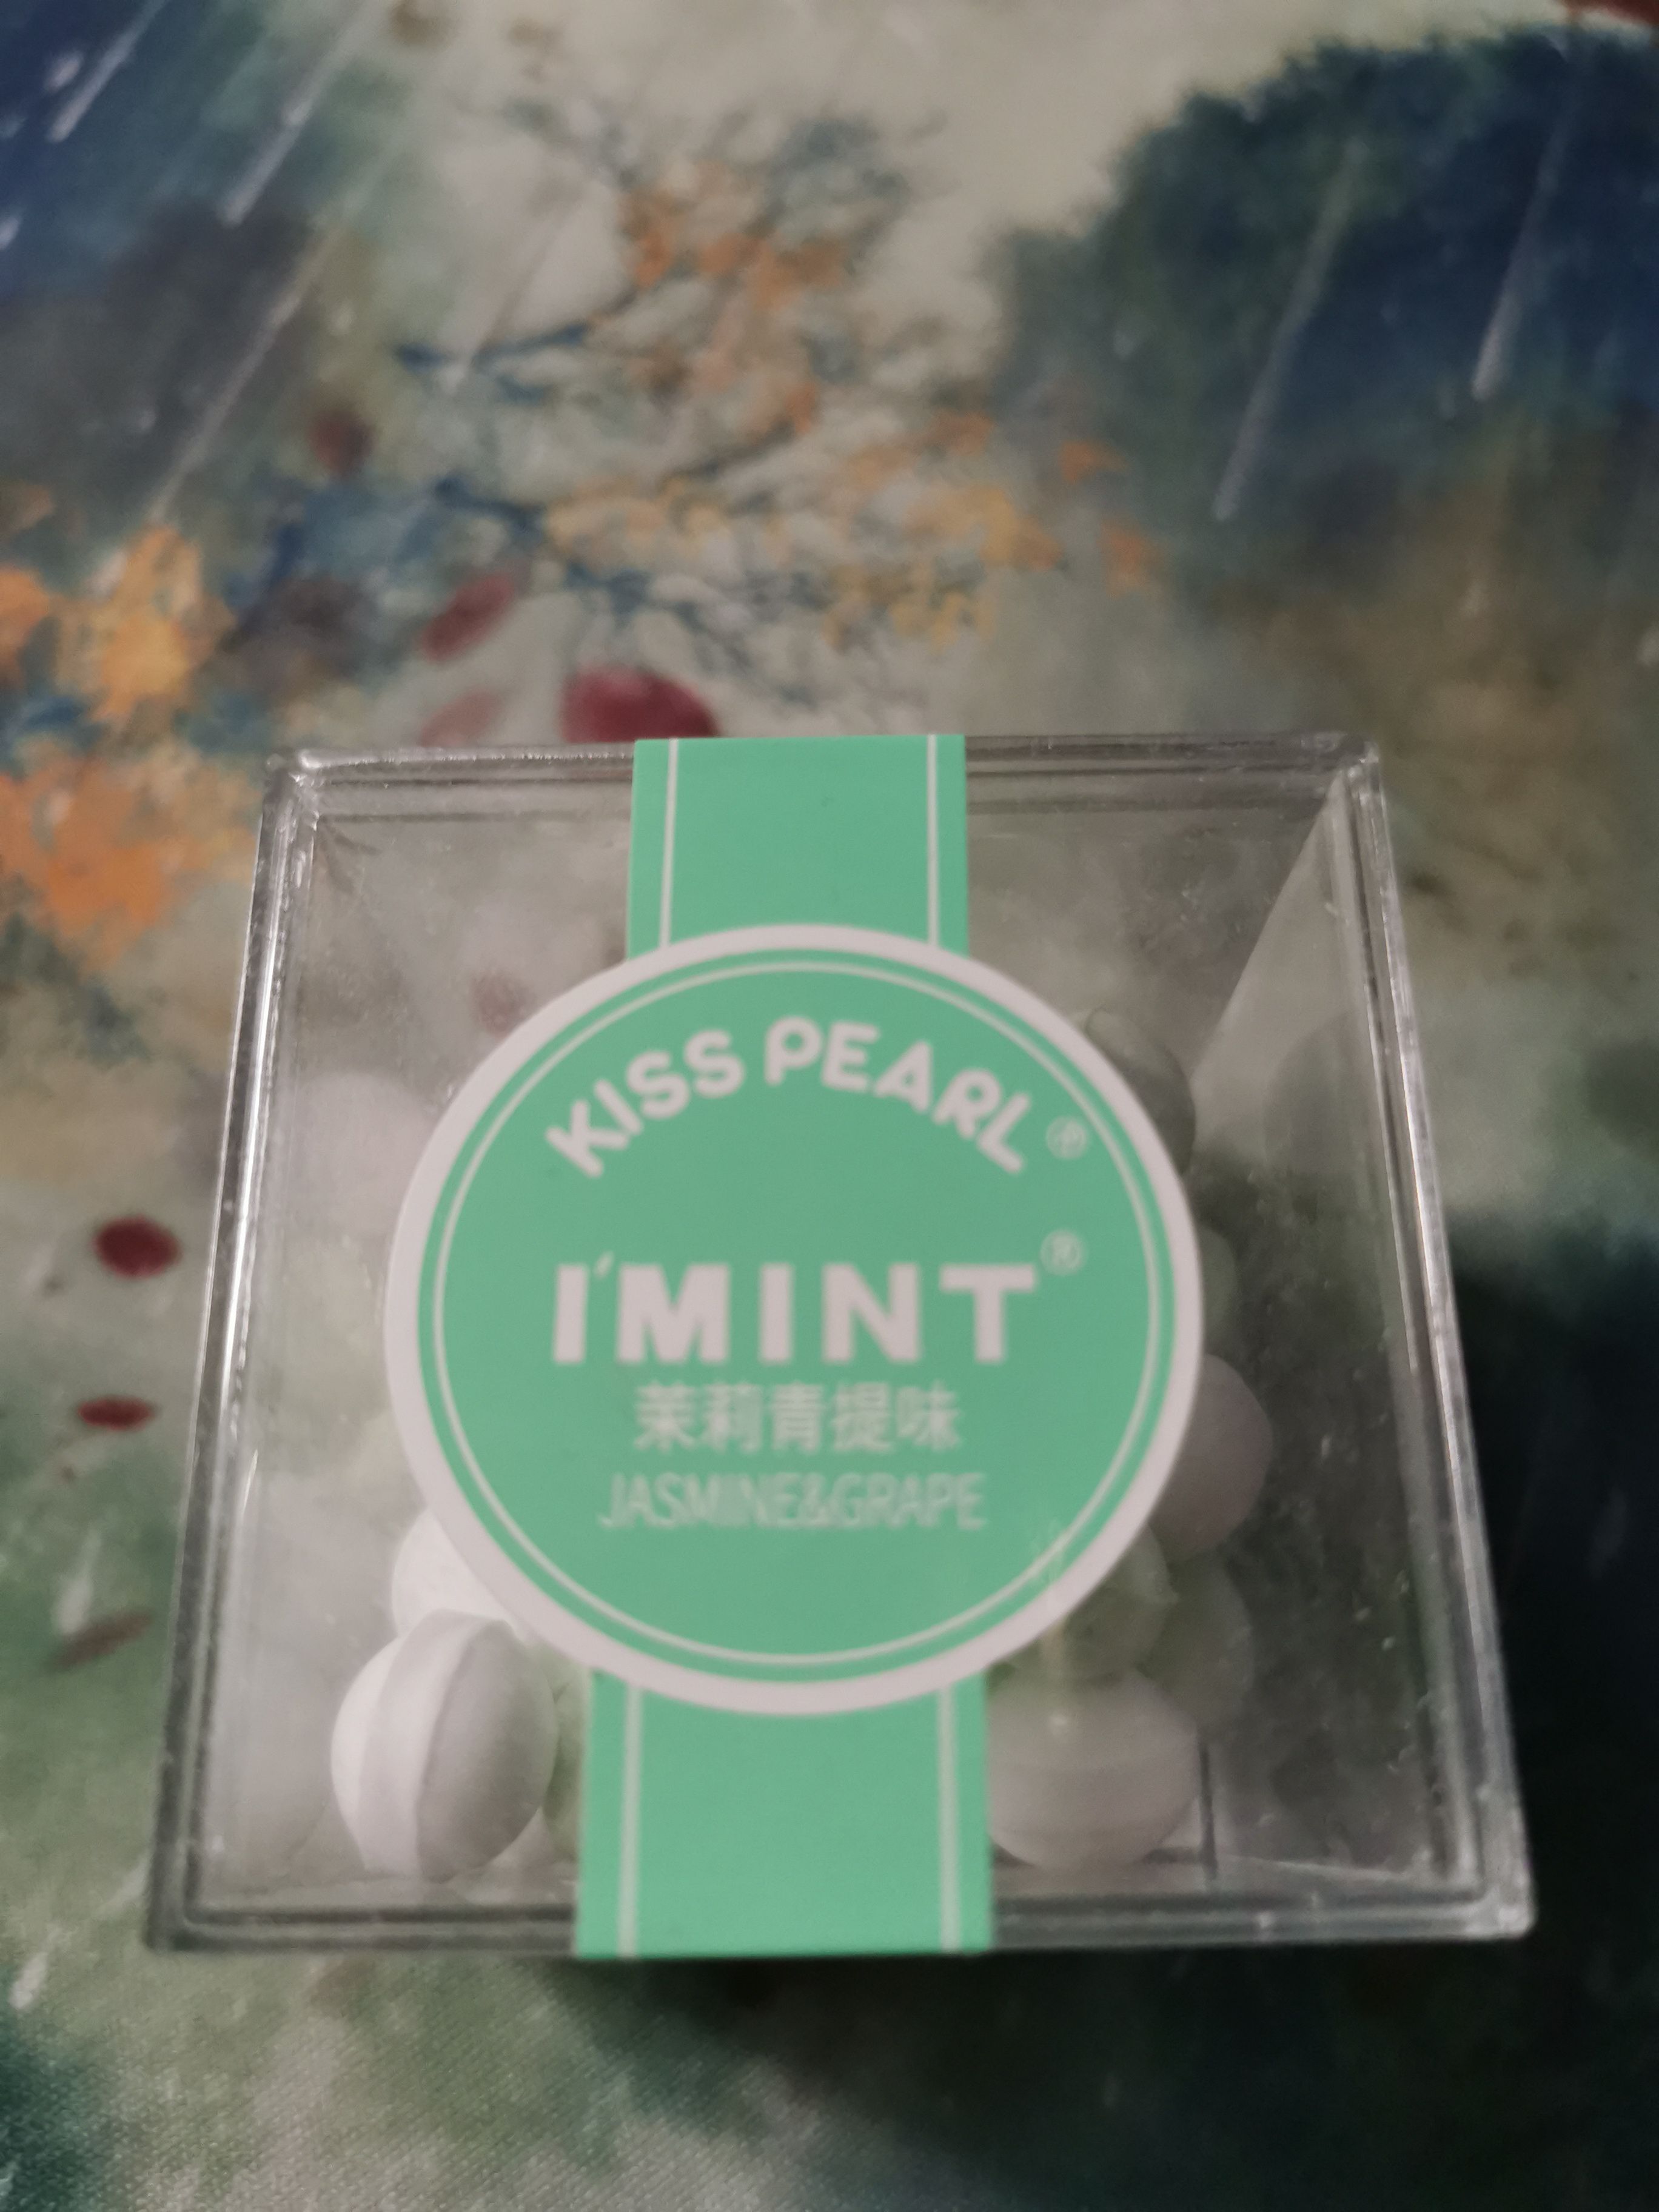 KISS PEARL®
I'MINT®
茉莉青提味
JASMINE&GRAPE